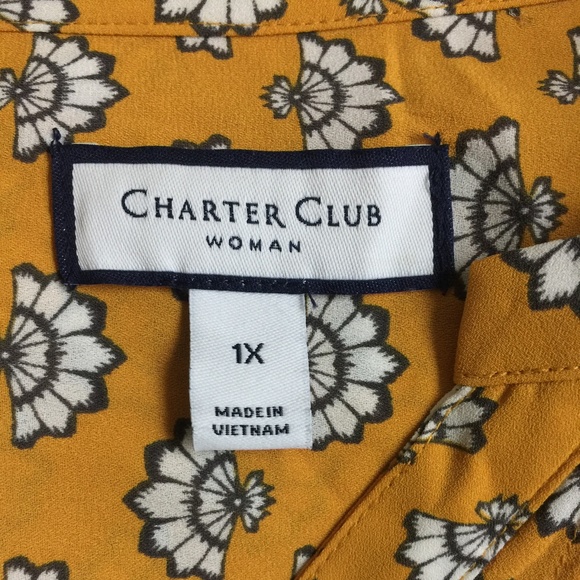 CHARTER CLUB
WOMAN
1X
MADE IN
VIETNAM